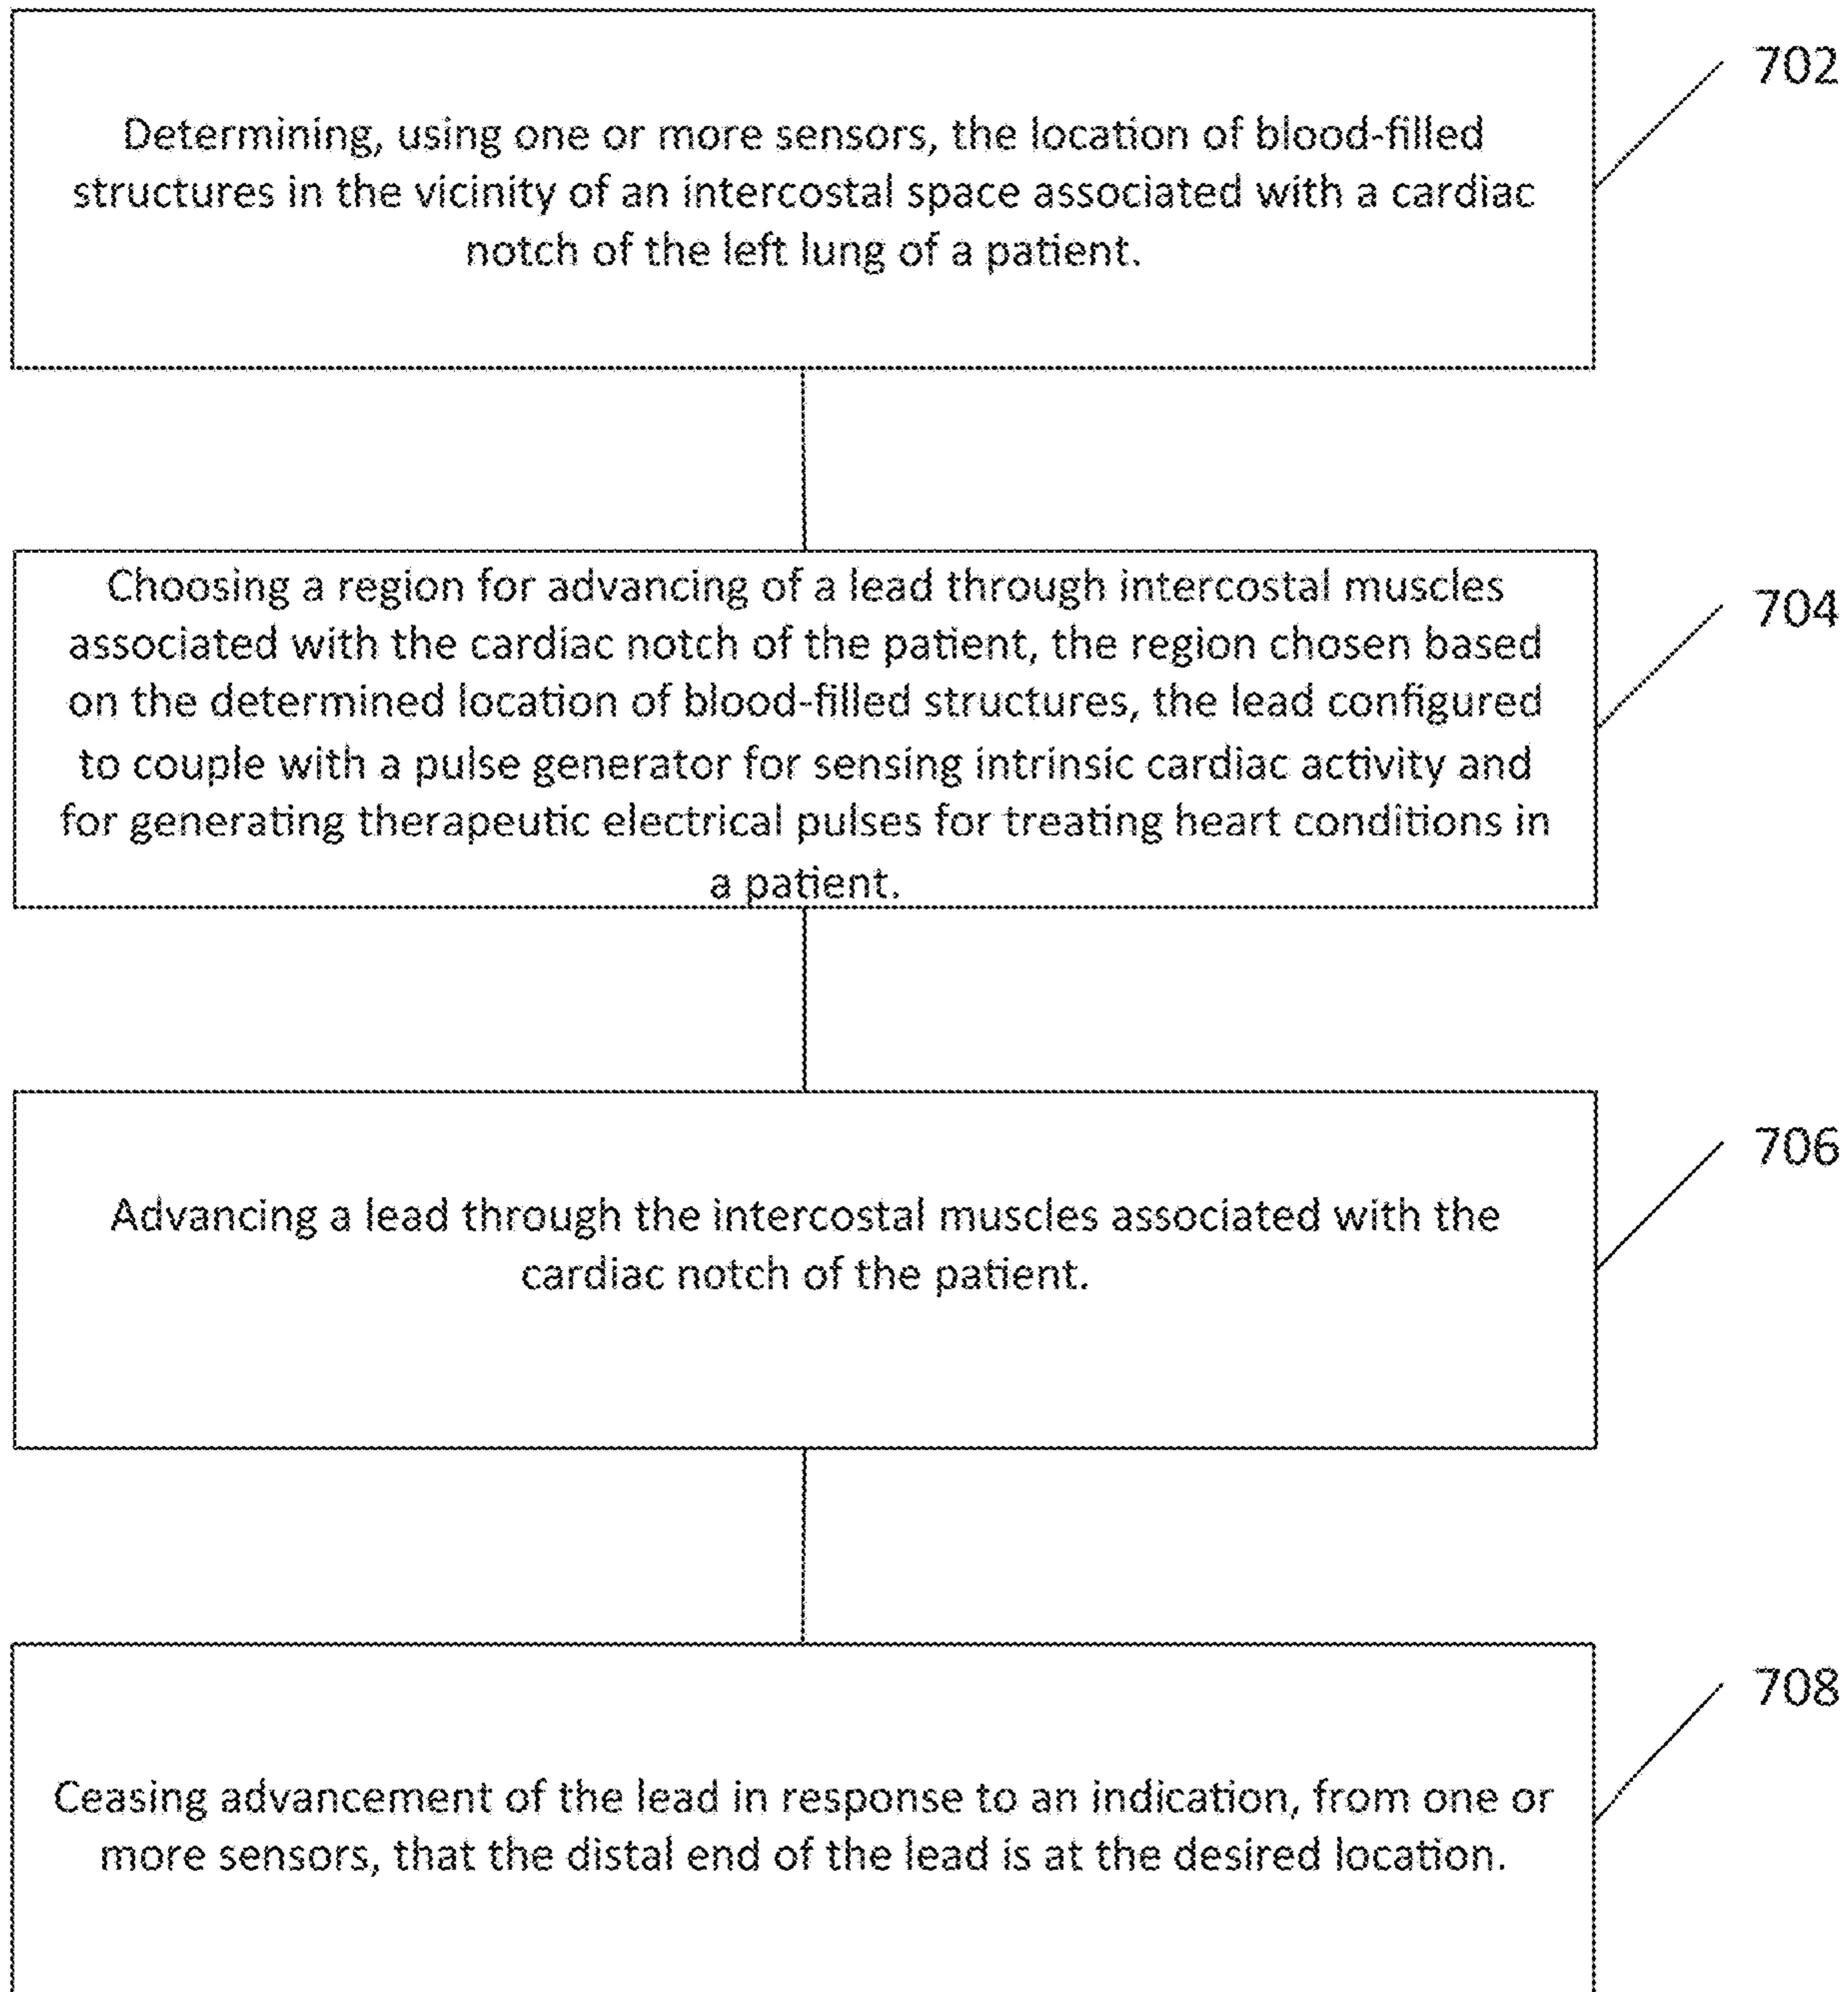 702
Determining, using one or more sensors, the location of blood-filled
structures in the vicinity of an intercostal space associated with a cardiac
notch of the left lung of a patient.
704
Choosing a region for advancing of a lead through intercostal muscles
associated with the cardiac notch of the patient, the region chosen based
on the determined location of blood-filled structures, the lead configured
to couple with a pulse generator for sensing intrinsic cardiac activity and
for generating therapeutic electrical pulses for treating heart conditions in
a patient.
706
Advancing a lead through the intercostal muscles associated with the
cardiac notch of the patient.
708
Ceasing advancement of the lead in response to an indication, from one or
more sensors, that the distal end of the lead is at the desired location.